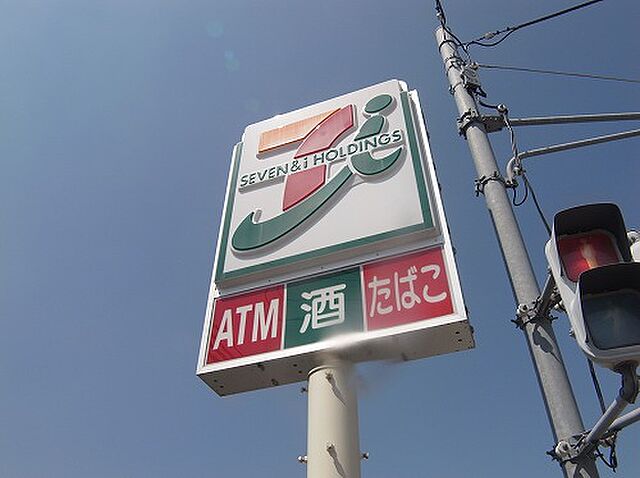 SEVEN & i HOLDINGS
ATM 酒 たばこ